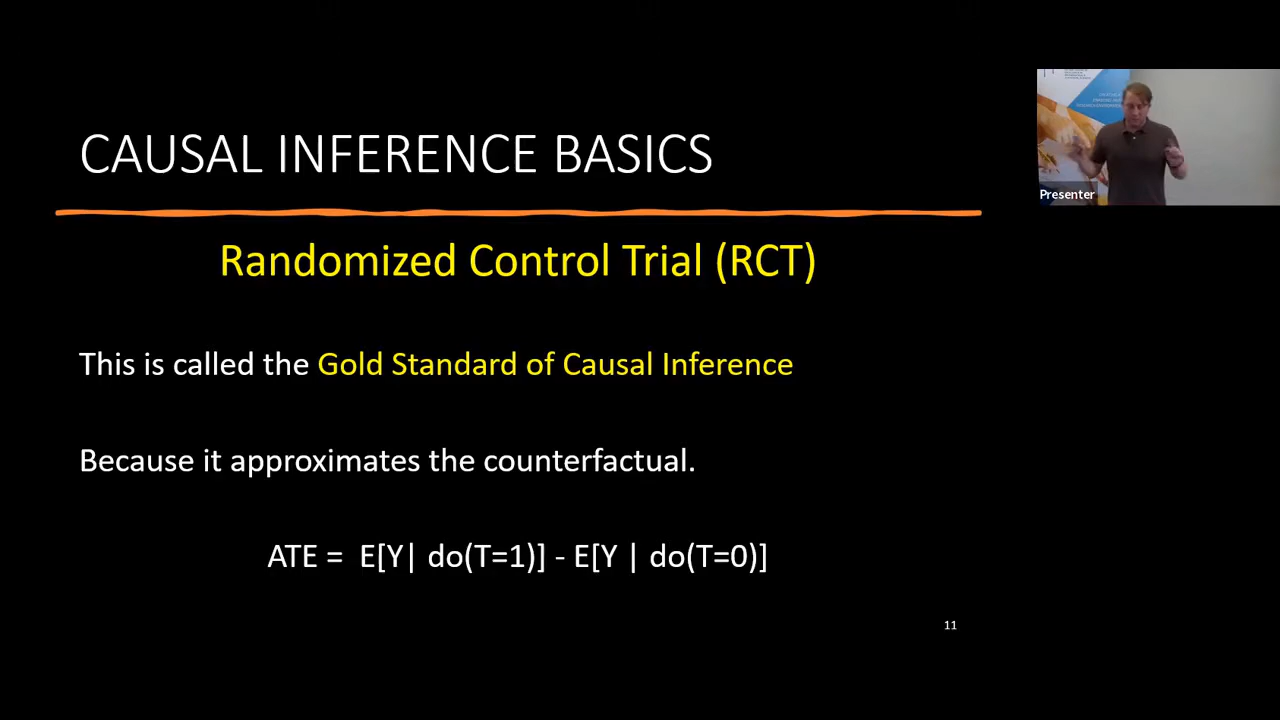 CAUSAL INFERENCE BASICS
Randomized Control Trial (RCT)
This is called the Gold Standard of Causal Inference
Because it approximates the counterfactual.
ATE = E[Y| do(T=1)] - E[Y | do(T=0)]
11
Presenter